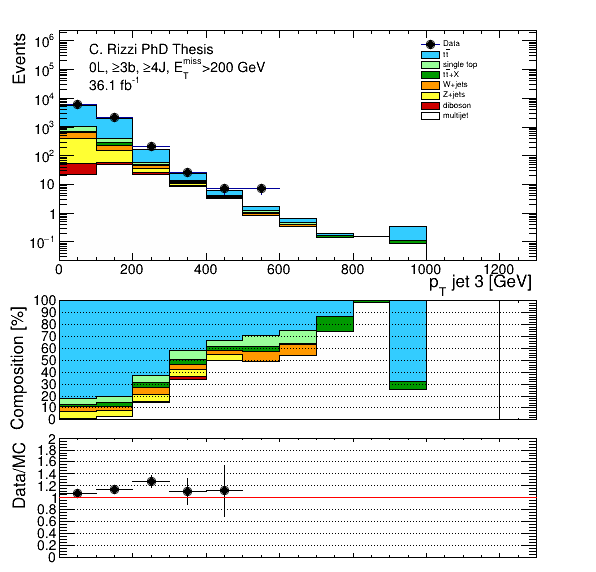 Events
10^6
10^5
10^4
10^3
10^2
10
1
10^-1
C. Rizzi PhD Thesis
0L, ≥3b, ≥4J, E_T^miss>200 GeV
36.1 fb^-1
Data
tt̄
single top
tt̄+X
W+jets
Z+jets
diboson
multijet
0 200 400 600 800 1000 1200
p_T jet 3 [GeV]
Composition [%]
100
90
80
70
60
50
40
30
20
10
0
Data/MC
2
1.8
1.6
1.4
1.2
1
0.8
0.6
0.4
0.2
0